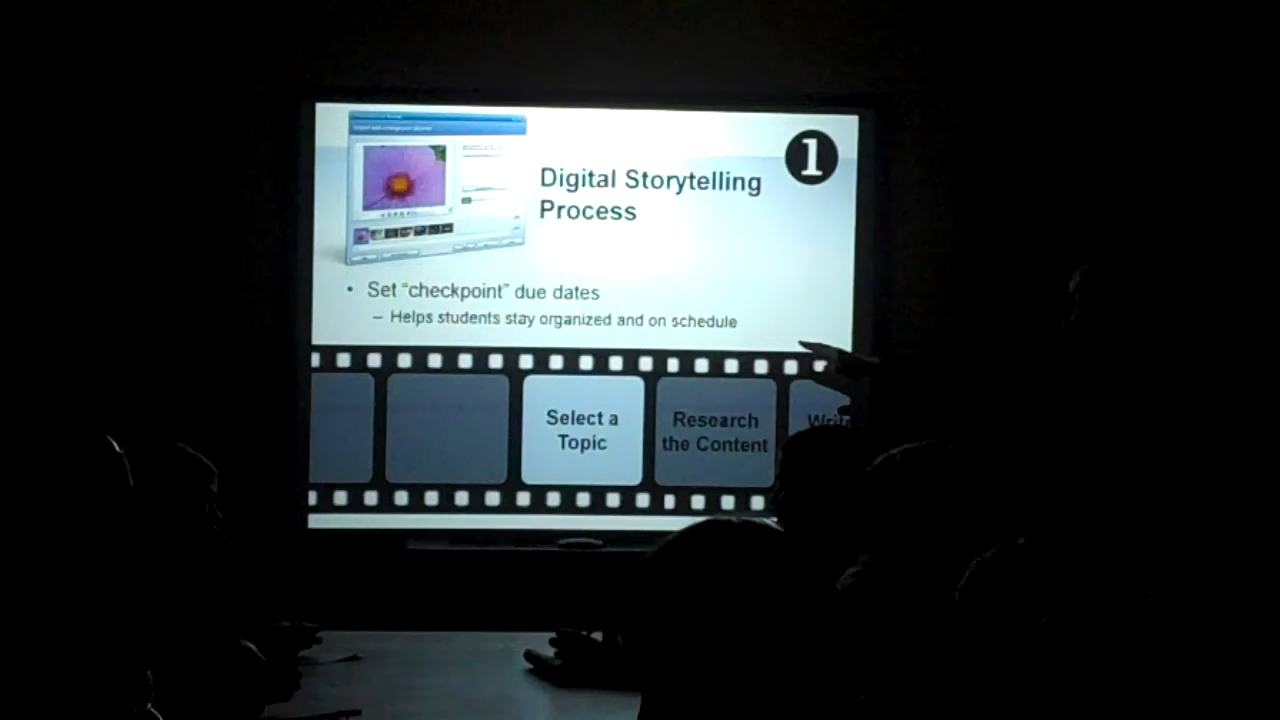 1
Digital Storytelling
Process
• Set “checkpoint” due dates
– Helps students stay organized and on schedule
Select a
Topic
Research
the Content